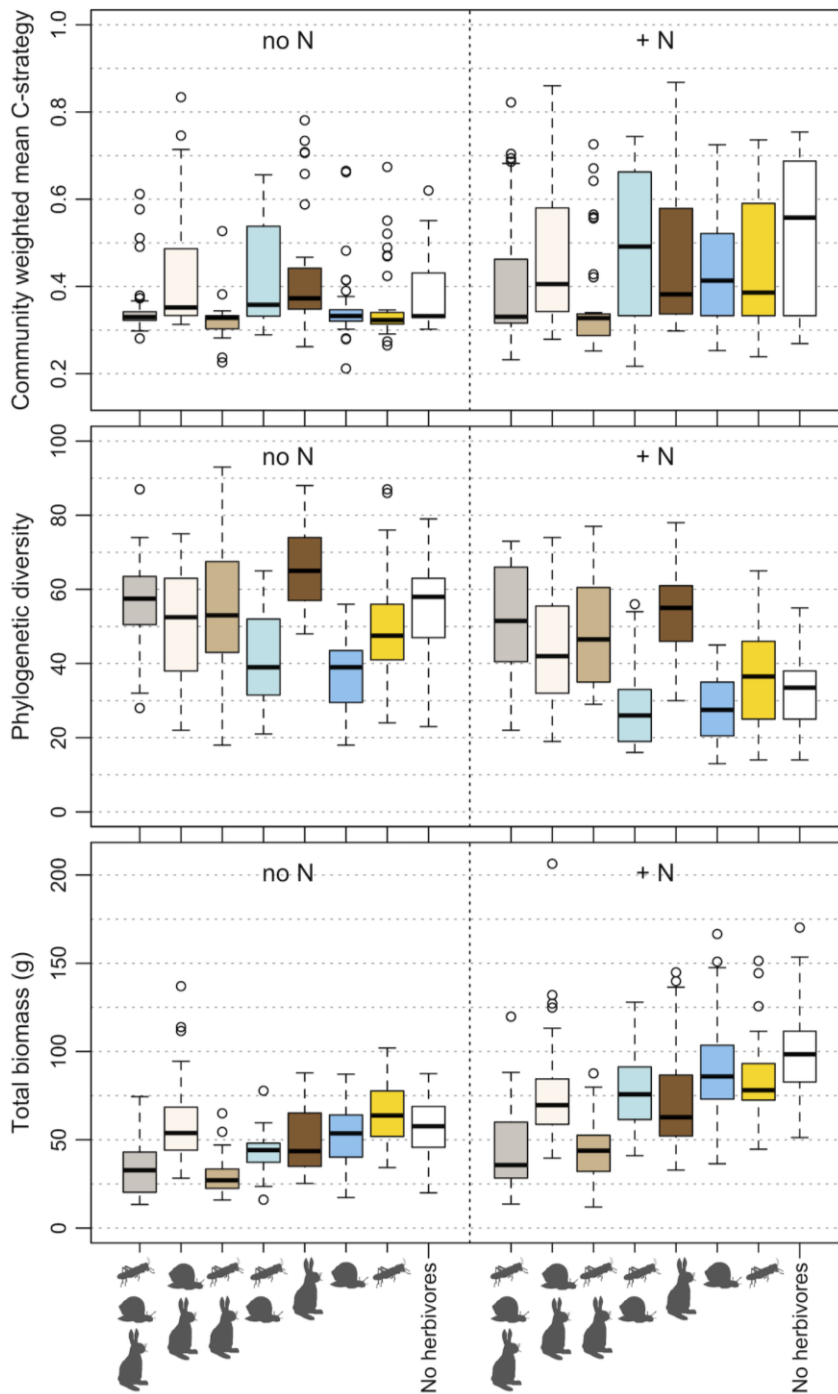 Community weighted mean C-strategy
1.0
0.8
0.6
0.4
0.2
no N
+ N
Phylogenetic diversity
100
80
60
40
20
0
no N
+ N
Total biomass (g)
200
150
100
50
0
no N
+ N
No herbivores
No herbivores